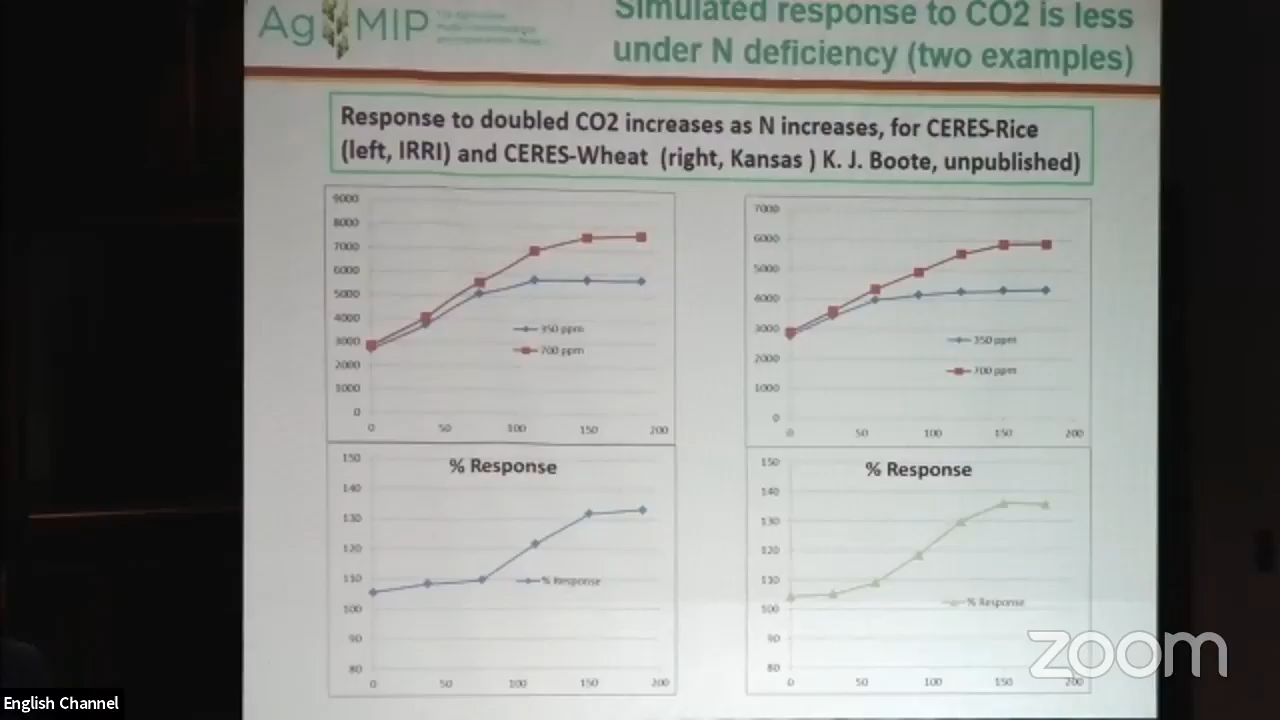 AgMIP
Simulated response to CO2 is less
under N deficiency (two examples)
Response to doubled CO2 increases as N increases, for CERES-Rice
(left, IRRI) and CERES-Wheat (right, Kansas ) K. J. Boote, unpublished)
9000
8000
7000
6000
5000
4000
3000
2000
1000
0
0 50 100 150 200
350 ppm
700 ppm
7000
6000
5000
4000
3000
2000
1000
0
0 50 100 150 200
350 ppm
700 ppm
% Response
150
140
130
120
110
100
90
80
0 50 100 150 200
% Response
% Response
150
140
130
120
110
100
90
80
0 50 100 150 200
% Response
zoom
English Channel